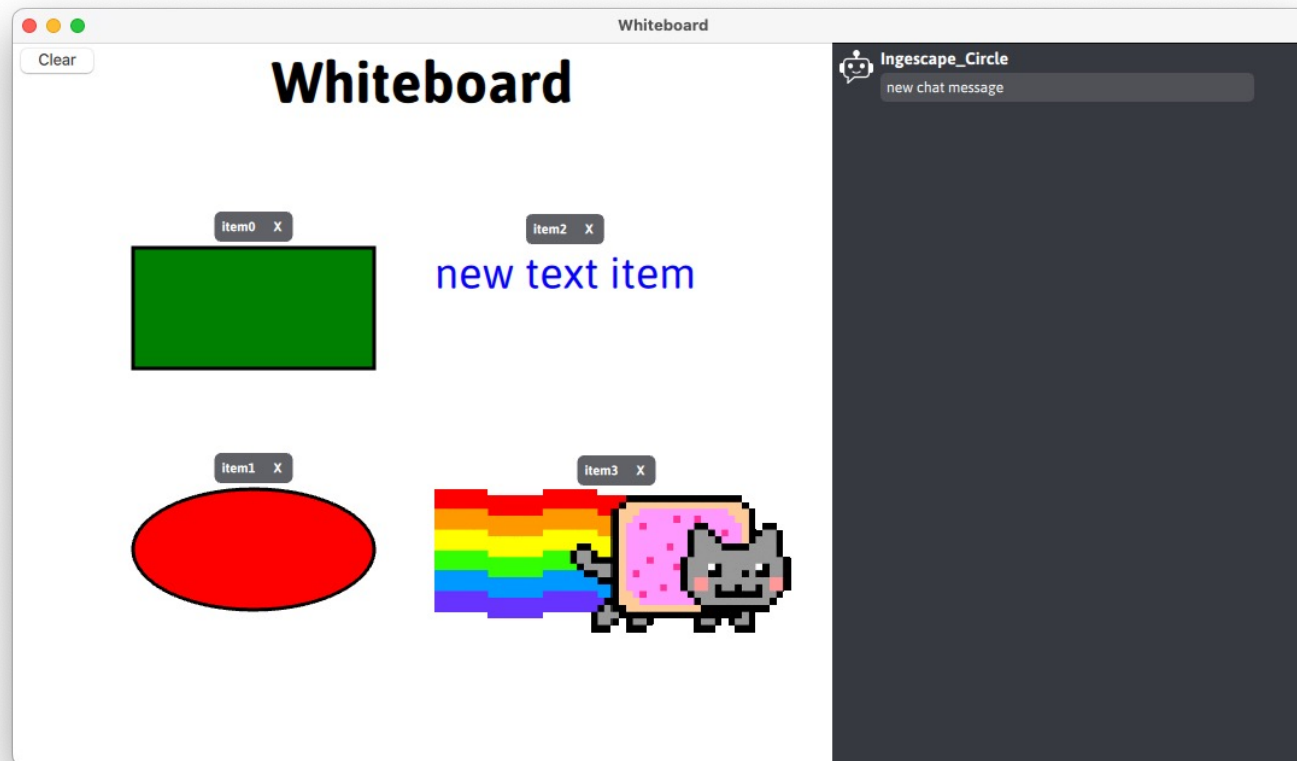 Whiteboard
Clear
Whiteboard
Ingescape_Circle
new chat message
item0 X
item2 X
new text item
item1 X
item3 X